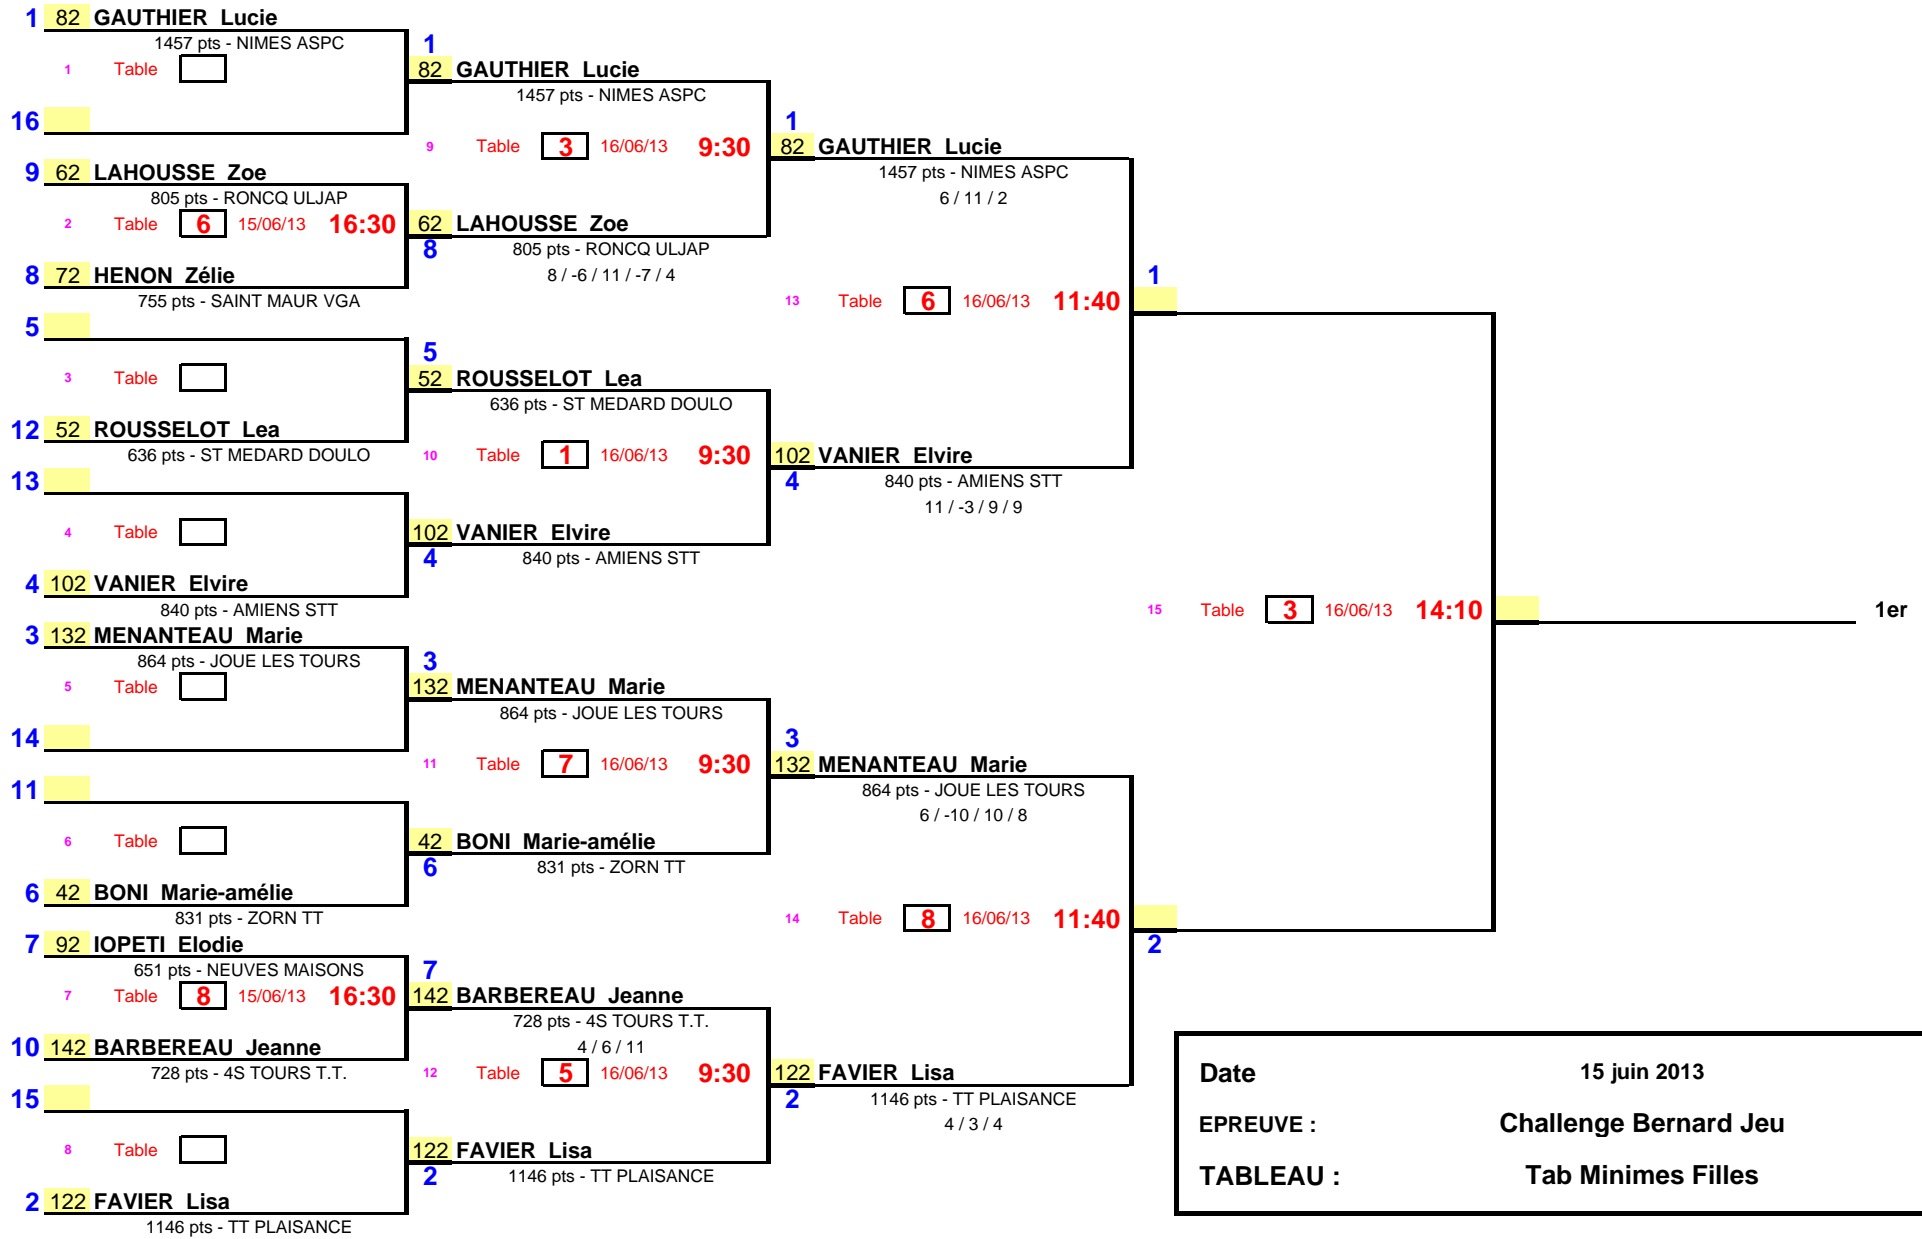 1 82 GAUTHIER Lucie
1457 pts - NIMES ASPC
1 Table
16
9 62 LAHOUSSE Zoe
805 pts - RONCQ ULJAP
2 Table 6 15/06/13 16:30
8 72 HENON Zélie
755 pts - SAINT MAUR VGA
5
3 Table
12 52 ROUSSELOT Lea
636 pts - ST MEDARD DOULO
13
4 Table
4 102 VANIER Elvire
840 pts - AMIENS STT
3 132 MENANTEAU Marie
864 pts - JOUE LES TOURS
5 Table
14
11
6 Table
6 42 BONI Marie-amélie
831 pts - ZORN TT
7 92 IOPETI Elodie
651 pts - NEUVES MAISONS
7 Table 8 15/06/13 16:30
10 142 BARBEREAU Jeanne
728 pts - 4S TOURS T.T.
15
8 Table
2 122 FAVIER Lisa
1146 pts - TT PLAISANCE
1
82 GAUTHIER Lucie
1457 pts - NIMES ASPC
9 Table 3 16/06/13 9:30
62 LAHOUSSE Zoe
8
805 pts - RONCQ ULJAP
8 / -6 / 11 / -7 / 4
5
52 ROUSSELOT Lea
636 pts - ST MEDARD DOULO
10 Table 1 16/06/13 9:30
102 VANIER Elvire
4
840 pts - AMIENS STT
3
132 MENANTEAU Marie
864 pts - JOUE LES TOURS
11 Table 7 16/06/13 9:30
42 BONI Marie-amélie
6
831 pts - ZORN TT
7
142 BARBEREAU Jeanne
728 pts - 4S TOURS T.T.
4 / 6 / 11
12 Table 5 16/06/13 9:30
122 FAVIER Lisa
2
1146 pts - TT PLAISANCE
1
82 GAUTHIER Lucie
1457 pts - NIMES ASPC
6 / 11 / 2
13 Table 6 16/06/13 11:40
102 VANIER Elvire
4
840 pts - AMIENS STT
11 / -3 / 9 / 9
3
132 MENANTEAU Marie
864 pts - JOUE LES TOURS
6 / -10 / 10 / 8
14 Table 8 16/06/13 11:40
122 FAVIER Lisa
2
1146 pts - TT PLAISANCE
4 / 3 / 4
1
15 Table 3 16/06/13 14:10
2
1er
Date 15 juin 2013
EPREUVE : Challenge Bernard Jeu
TABLEAU : Tab Minimes Filles